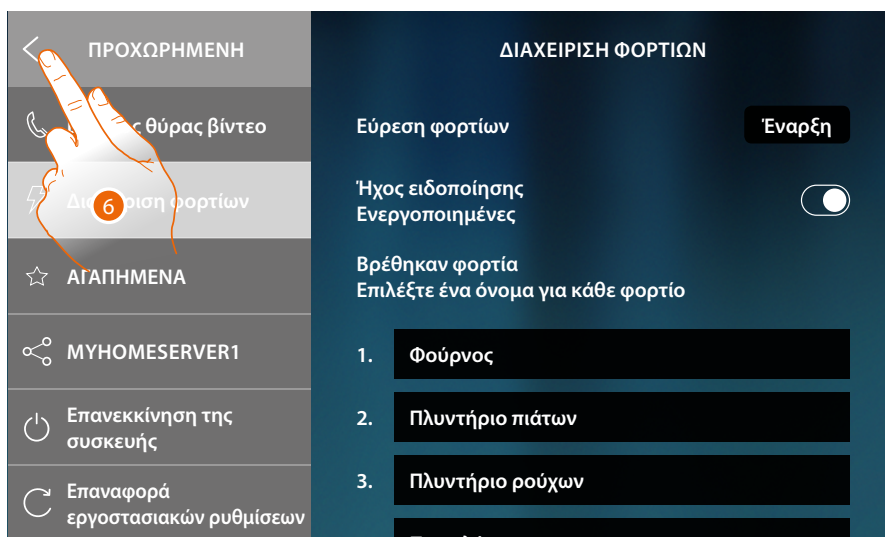 ΠΡΟΧΩΡΗΜΕΝΗ
θύρας βίντεο
φορτίων
6
ΑΓΑΠΗΜΕΝΑ
MYHOMESERVER1
Επανεκκίνηση της
συσκευής
Επαναφορά
εργοστασιακών ρυθμίσεων
ΔΙΑΧΕΙΡΙΣΗ ΦΟΡΤΙΩΝ
Εύρεση φορτίων Έναρξη
Ήχος ειδοποίησης
Ενεργοποιημένες
Βρέθηκαν φορτία
Επιλέξτε ένα όνομα για κάθε φορτίο
1. Φούρνος
2. Πλυντήριο πιάτων
3. Πλυντήριο ρούχων